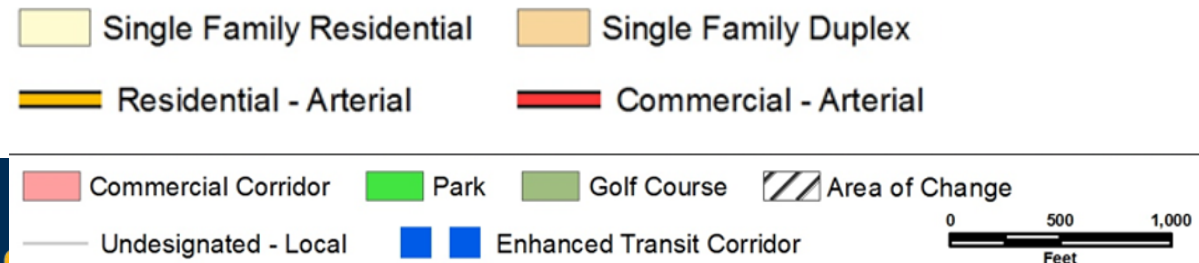 Single Family Residential Single Family Duplex
Residential - Arterial Commercial - Arterial
Commercial Corridor Park Golf Course Area of Change
0 500 1,000
Undesignated - Local Enhanced Transit Corridor
Feet